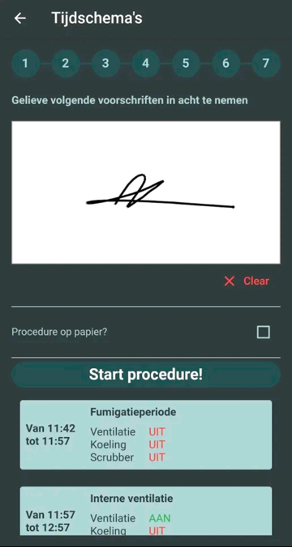 Tijdschema's
1 2 3 4 5 6 7
Gelieve volgende voorschriften in acht te nemen
Clear
Procedure op papier?
Start procedure!
Fumigatieperiode
Van 11:42
tot 11:57
Ventilatie UIT
Koeling UIT
Scrubber UIT
Interne ventilatie
Van 11:57
tot 12:57
Ventilatie AAN
Koeling UIT